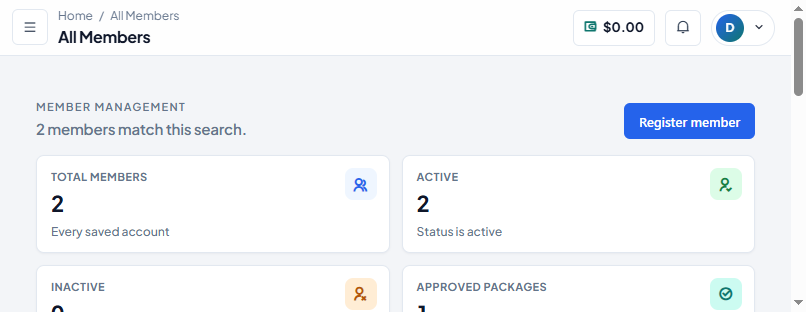 Home / All Members
All Members
$0.00
D
MEMBER MANAGEMENT
2 members match this search.
Register member
TOTAL MEMBERS
2
Every saved account
ACTIVE
2
Status is active
INACTIVE
APPROVED PACKAGES